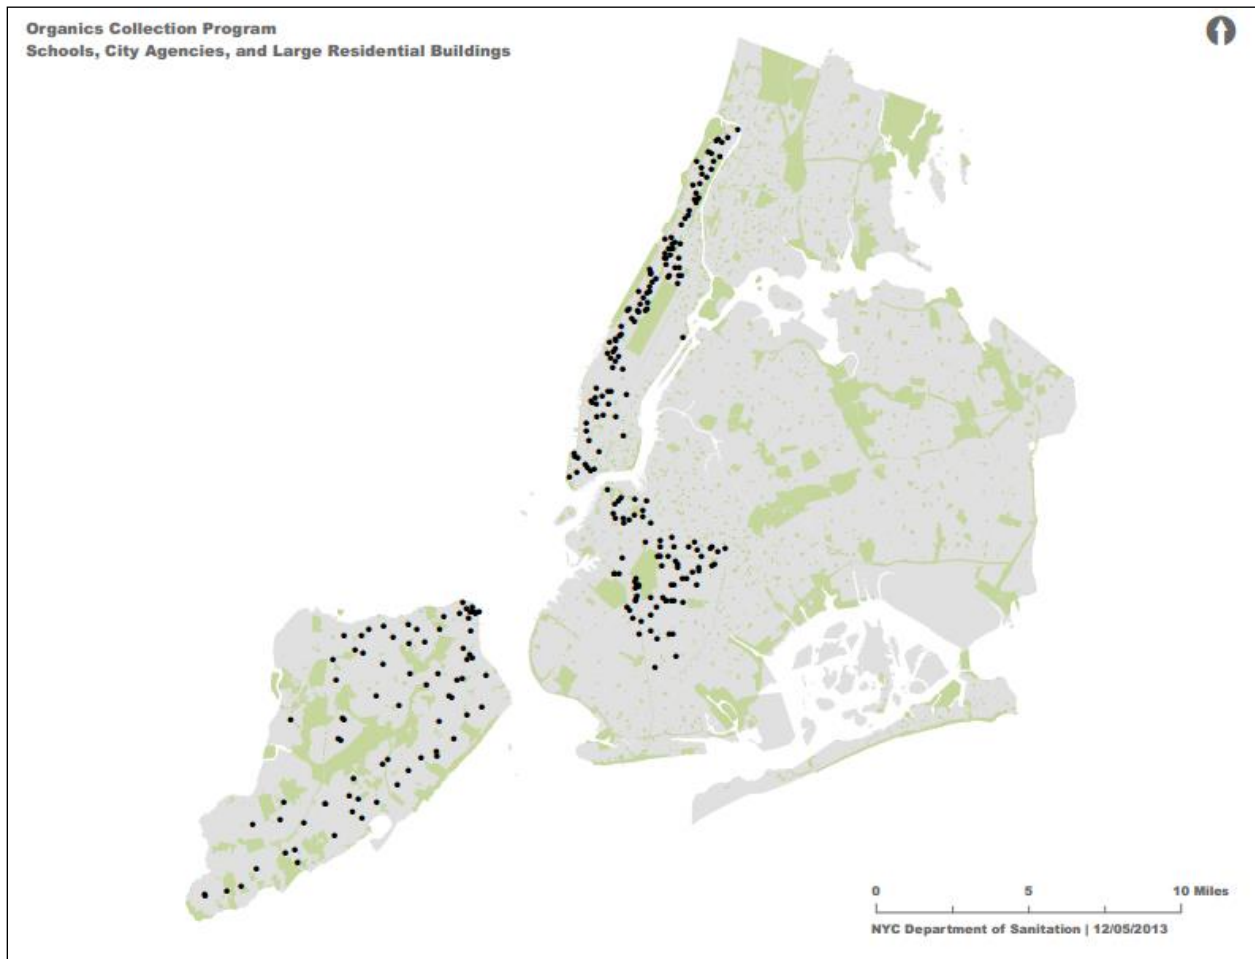 Organics Collection Program
Schools, City Agencies, and Large Residential Buildings
0 5 10 Miles
NYC Department of Sanitation | 12/05/2013